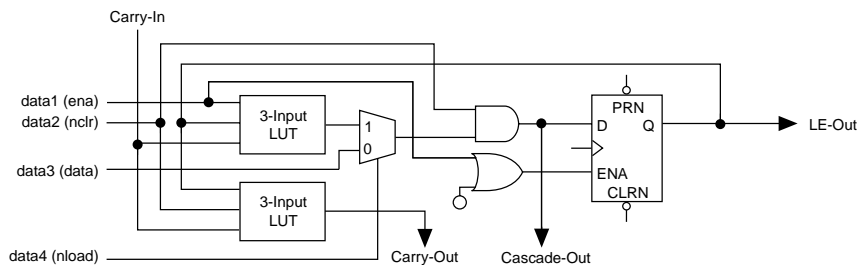 Carry-In
data1 (ena)
data2 (nclr)
3-Input
LUT
1
0
PRN
D
Q
LE-Out
data3 (data)
ENA
CLRN
3-Input
LUT
data4 (nload)
Carry-Out
Cascade-Out